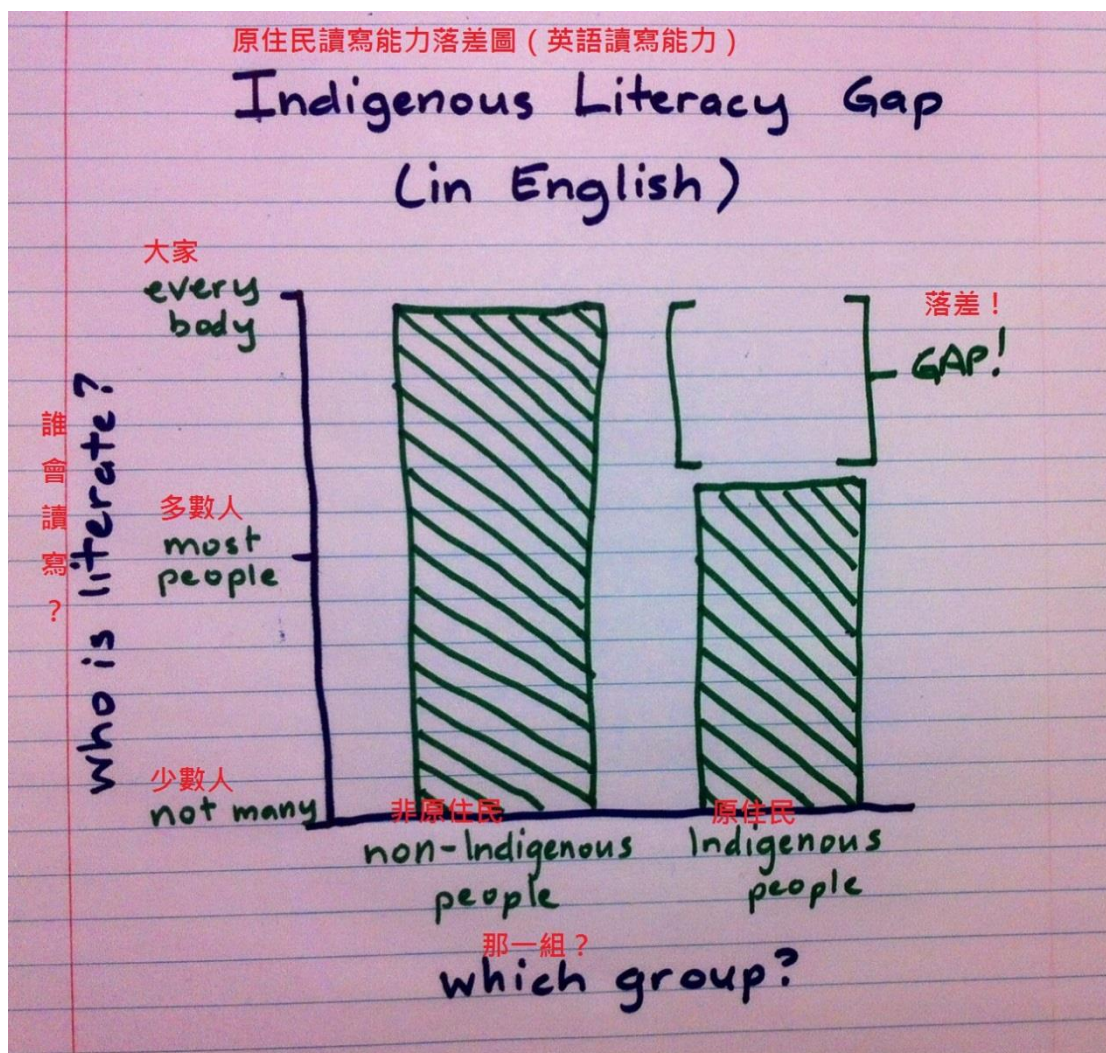 原住民讀寫能力落差圖（英語讀寫能力）
Indigenous Literacy Gap
(in English)
大家
every
body
落差！
GAP!
誰會讀寫？
who is literate?
多數人
most
people
少數人
not many
非原住民
原住民
non-Indigenous
people
Indigenous
people
那一組？
which group?